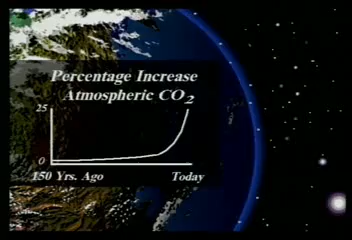 Percentage Increase
Atmospheric CO2
25
0
150 Yrs. Ago Today